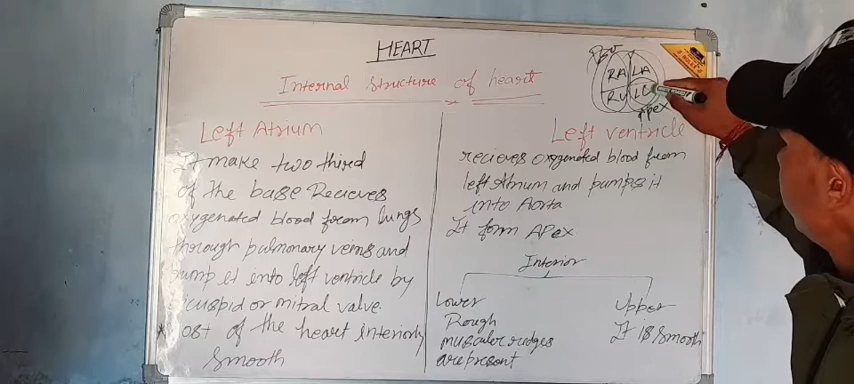 HEART
Internal Structure of heart
RA LA
RV
Apex
Left Atrium
It make two third
of the base Recieves
oxygenated blood from lungs
through pulmonary veins and
pump it into left ventricle by
icuspid or mitral valve.
ost of the heart interiorly
smooth
Left ventricle
recieves oxygenated blood from
left Atrium and pumps it
into Aorta
It form APex
Interior
Lower
Rough
muscular ridges
are present
Upper
It is smooth